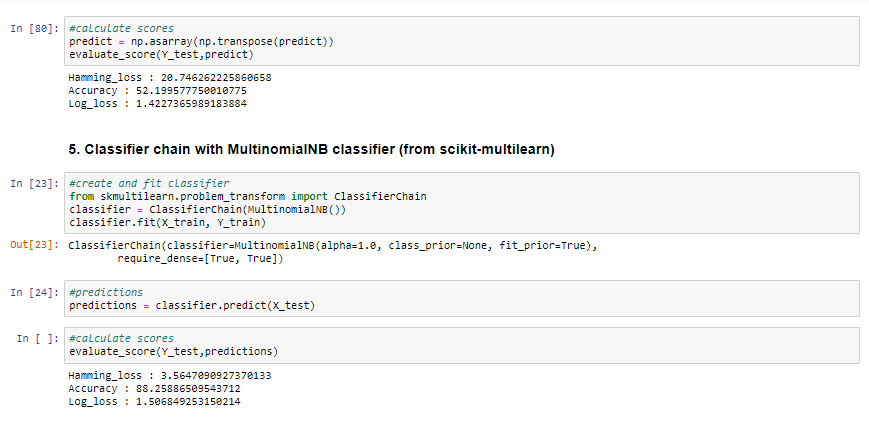 In [80]: #calculate scores
predict = np.asarray(np.transpose(predict))
evaluate_score(Y_test,predict)
Hamming_loss : 20.746262225860658
Accuracy : 52.199577750010775
Log_loss : 1.4227365989183884
5. Classifier chain with MultinomialNB classifier (from scikit-multilearn)
In [23]: #create and fit classifier
from skmultilearn.problem_transform import ClassifierChain
classifier = ClassifierChain(MultinomialNB())
classifier.fit(X_train, Y_train)
Out[23]: ClassifierChain(classifier=MultinomialNB(alpha=1.0, class_prior=None, fit_prior=True),
require_dense=[True, True])
In [24]: #predictions
predictions = classifier.predict(X_test)
In [ ]: #calculate scores
evaluate_score(Y_test,predictions)
Hamming_loss : 3.5647090927370133
Accuracy : 88.25886509543712
Log_loss : 1.506849253150214